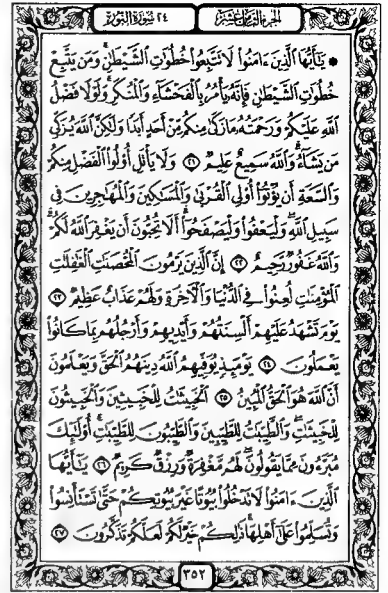 الجزء الثامن عشر ٢٤ سورة النور
۞ يَٰٓأَيُّهَا ٱلَّذِينَ ءَامَنُوا۟ لَا تَتَّبِعُوا۟ خُطُوَٰتِ ٱلشَّيْطَٰنِ ۚ وَمَن يَتَّبِعْ
خُطُوَٰتِ ٱلشَّيْطَٰنِ فَإِنَّهُۥ يَأْمُرُ بِٱلْفَحْشَآءِ وَٱلْمُنكَرِ ۚ وَلَوْلَا فَضْلُ
ٱللَّهِ عَلَيْكُمْ وَرَحْمَتُهُۥ مَا زَكَىٰ مِنكُم مِّنْ أَحَدٍ أَبَدًا وَلَٰكِنَّ ٱللَّهَ يُزَكِّى
مَن يَشَآءُ ۗ وَٱللَّهُ سَمِيعٌ عَلِيمٌ ٢١ وَلَا يَأْتَلِ أُو۟لُوا۟ ٱلْفَضْلِ مِنكُمْ
وَٱلسَّعَةِ أَن يُؤْتُوٓا۟ أُو۟لِى ٱلْقُرْبَىٰ وَٱلْمَسَٰكِينَ وَٱلْمُهَٰجِرِينَ فِى
سَبِيلِ ٱللَّهِ ۖ وَلْيَعْفُوا۟ وَلْيَصْفَحُوٓا۟ ۗ أَلَا تُحِبُّونَ أَن يَغْفِرَ ٱللَّهُ لَكُمْ ۗ
وَٱللَّهُ غَفُورٌ رَّحِيمٌ ٢٢ إِنَّ ٱلَّذِينَ يَرْمُونَ ٱلْمُحْصَنَٰتِ ٱلْغَٰفِلَٰتِ
ٱلْمُؤْمِنَٰتِ لُعِنُوا۟ فِى ٱلدُّنْيَا وَٱلْءَاخِرَةِ وَلَهُمْ عَذَابٌ عَظِيمٌ ٢٣
يَوْمَ تَشْهَدُ عَلَيْهِمْ أَلْسِنَتُهُمْ وَأَيْدِيهِمْ وَأَرْجُلُهُم بِمَا كَانُوا۟
يَعْمَلُونَ ٢٤ يَوْمَئِذٍ يُوَفِّيهِمُ ٱللَّهُ دِينَهُمُ ٱلْحَقَّ وَيَعْلَمُونَ
أَنَّ ٱللَّهَ هُوَ ٱلْحَقُّ ٱلْمُبِينُ ٢٥ ٱلْخَبِيثَٰتُ لِلْخَبِيثِينَ وَٱلْخَبِيثُونَ
لِلْخَبِيثَٰتِ ۖ وَٱلطَّيِّبَٰتُ لِلطَّيِّبِينَ وَٱلطَّيِّبُونَ لِلطَّيِّبَٰتِ ۚ أُو۟لَٰٓئِكَ
مُبَرَّءُونَ مِمَّا يَقُولُونَ ۖ لَهُم مَّغْفِرَةٌ وَرِزْقٌ كَرِيمٌ ٢٦ يَٰٓأَيُّهَا
ٱلَّذِينَ ءَامَنُوا۟ لَا تَدْخُلُوا۟ بُيُوتًا غَيْرَ بُيُوتِكُمْ حَتَّىٰ تَسْتَأْنِسُوا۟
وَتُسَلِّمُوا۟ عَلَىٰٓ أَهْلِهَا ۚ ذَٰلِكُمْ خَيْرٌ لَّكُمْ لَعَلَّكُمْ تَذَكَّرُونَ ٢٧
٣٥٢